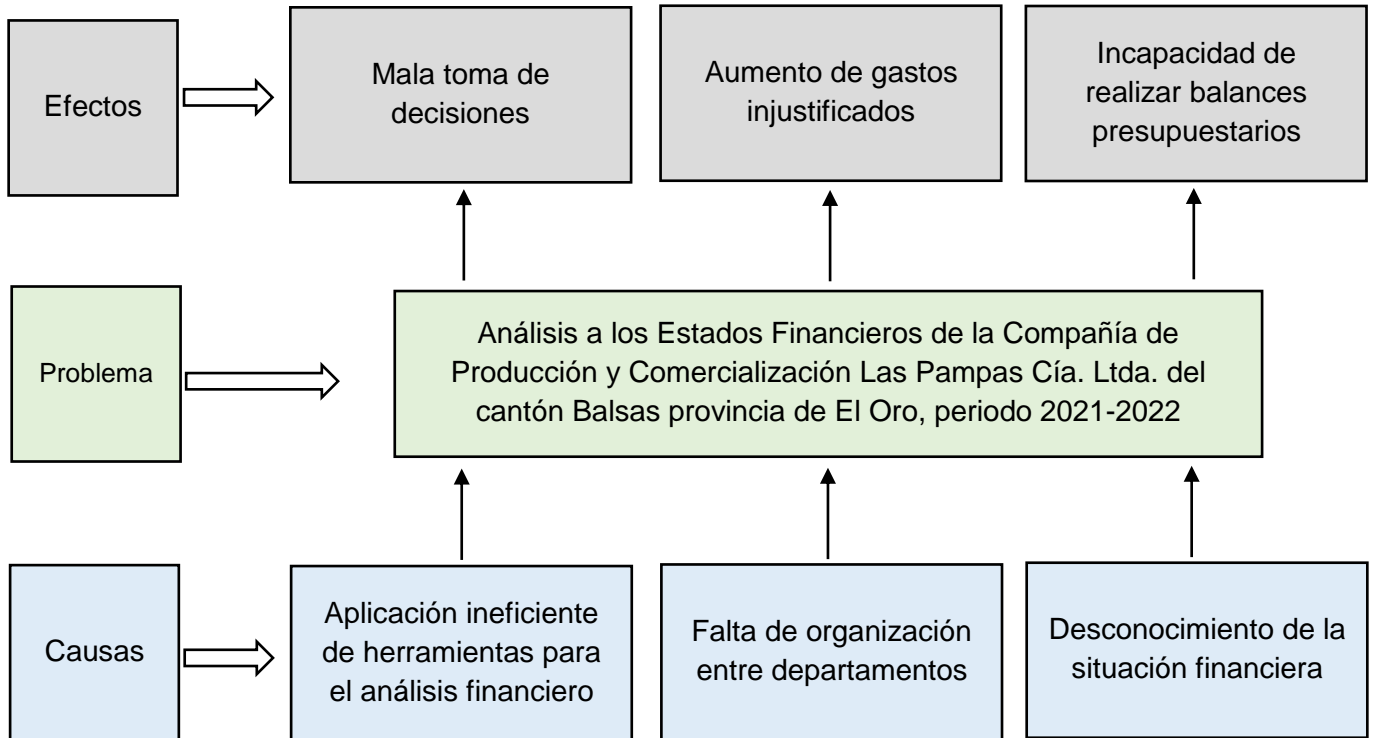 Efectos
Mala toma de
decisiones
Aumento de gastos
injustificados
Incapacidad de
realizar balances
presupuestarios
Problema
Análisis a los Estados Financieros de la Compañía de
Producción y Comercialización Las Pampas Cía. Ltda. del
cantón Balsas provincia de El Oro, periodo 2021-2022
Causas
Aplicación ineficiente
de herramientas para
el análisis financiero
Falta de organización
entre departamentos
Desconocimiento de la
situación financiera